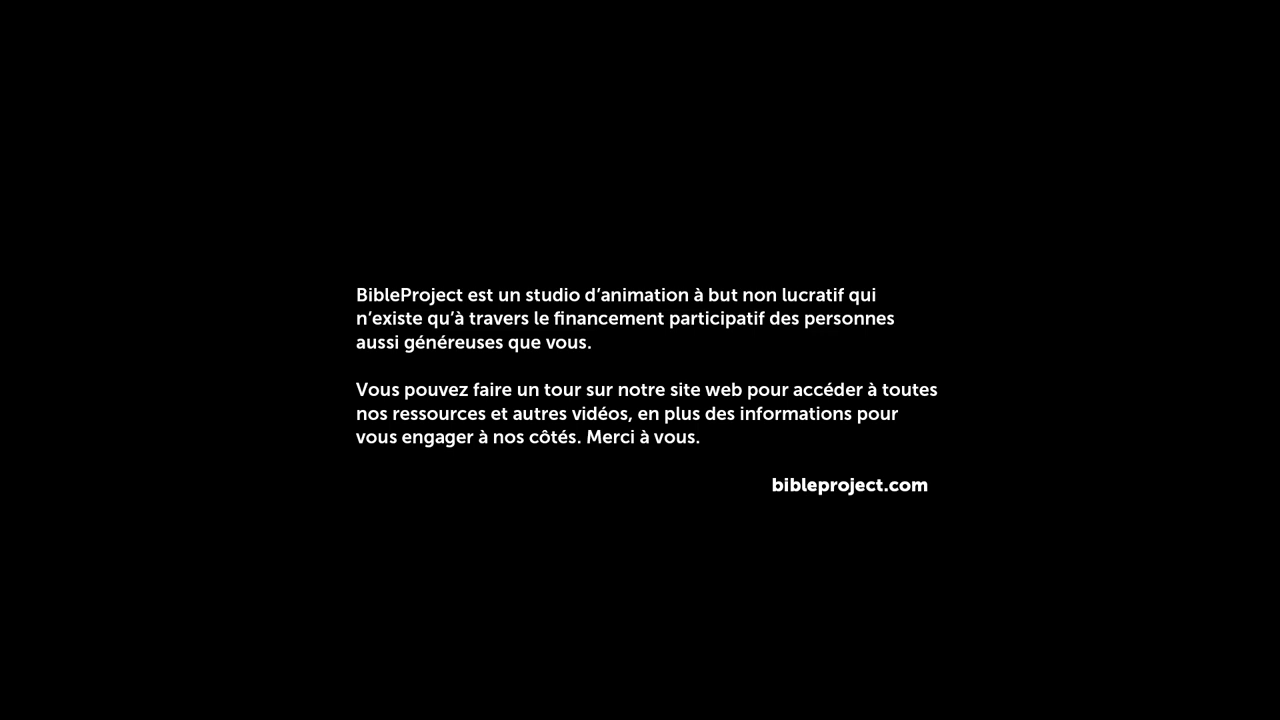 BibleProject est un studio d’animation à but non lucratif qui
n’existe qu’à travers le financement participatif des personnes
aussi généreuses que vous.
Vous pouvez faire un tour sur notre site web pour accéder à toutes
nos ressources et autres vidéos, en plus des informations pour
vous engager à nos côtés. Merci à vous.
bibleproject.com